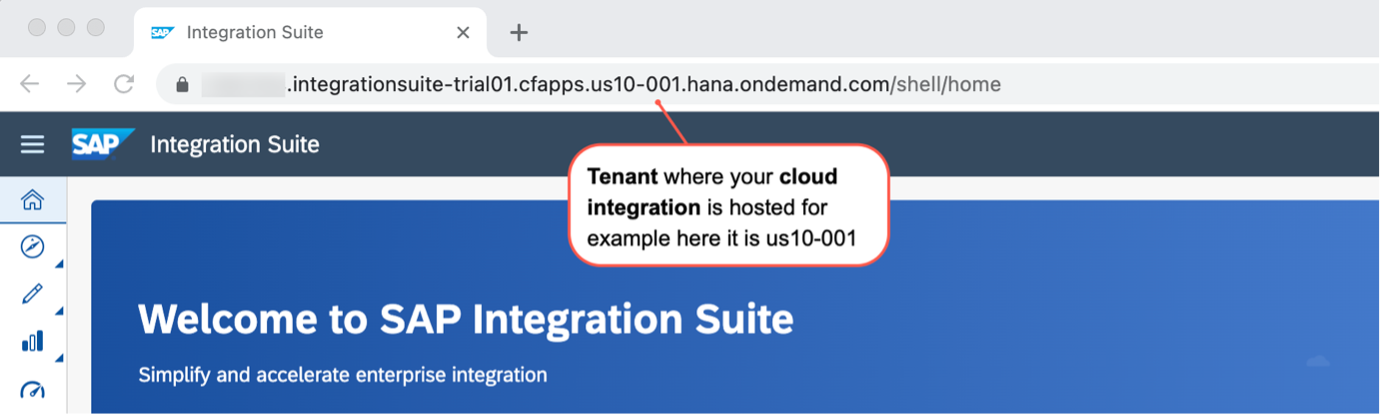 SAP Integration Suite
.integrationsuite-trial01.cfapps.us10-001.hana.ondemand.com/shell/home
SAP Integration Suite
Tenant where your cloud
integration is hosted for
example here it is us10-001
Welcome to SAP Integration Suite
Simplify and accelerate enterprise integration